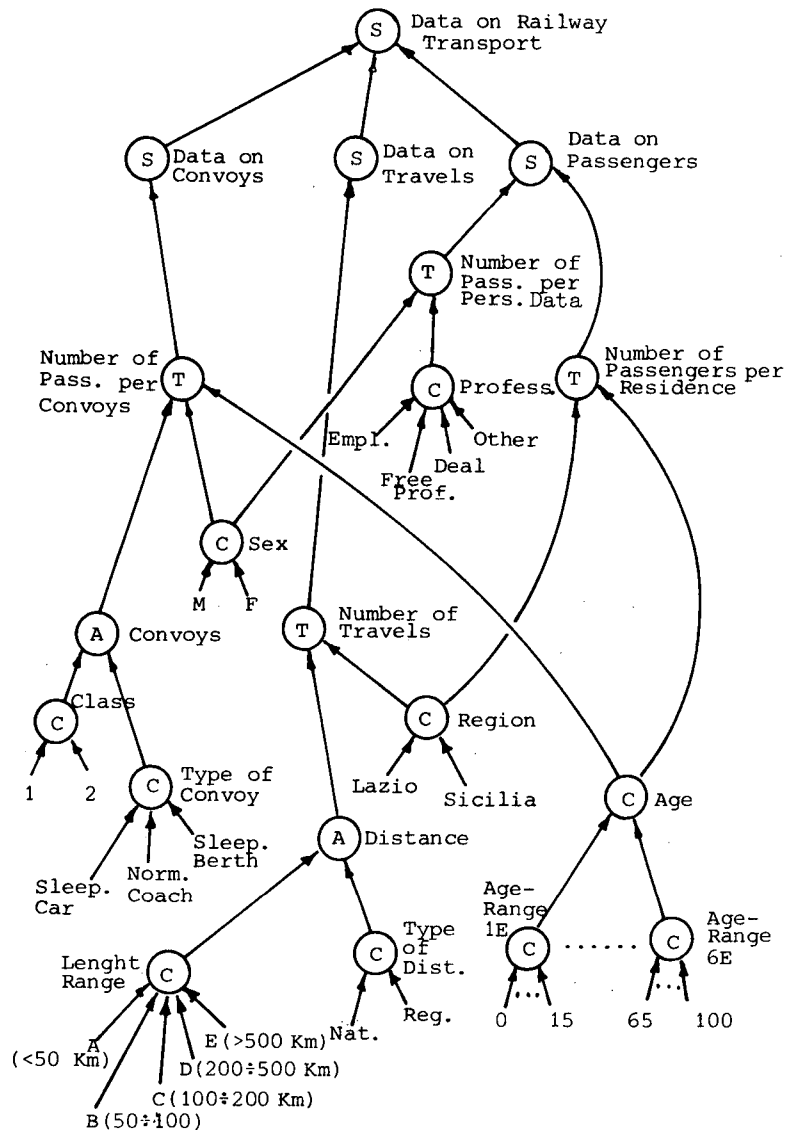 S
Data on Railway
Transport
S
Data on
Convoys
S
Data on
Travels
S
Data on
Passengers
T
Number of
Pass. per
Pers.Data
Number of
Pass. per
Convoys
T
C
Profess.
Empl.
Free
Prof.
Deal
Other
T
Number of
Passengers per
Residence
C
Sex
M
F
A
Convoys
T
Number of
Travels
C
Class
1
2
C
Type of
Convoy
Sleep.
Car
Norm.
Coach
Sleep.
Berth
C
Region
Lazio
Sicilia
C
Age
A
Distance
Age-
Range
1E
C
......
C
Age-
Range
6E
...
...
0
15
65
100
Lenght
Range
C
C
Type
of
Dist.
Nat.
Reg.
A
(<50 Km)
B(50÷100)
C(100÷200 Km)
D(200÷500 Km)
E(>500 Km)